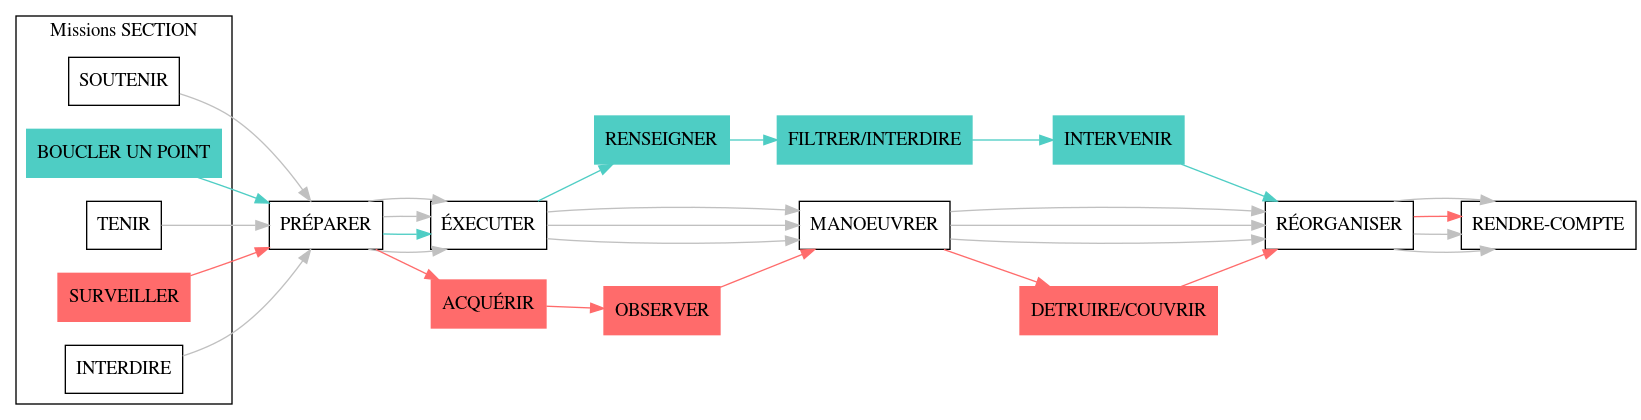 Missions SECTION
SOUTENIR
BOUCLER UN POINT
TENIR
SURVEILLER
INTERDIRE
PRÉPARER
ÉXECUTER
ACQUÉRIR
RENSEIGNER
OBSERVER
FILTRER/INTERDIRE
MANOEUVRER
INTERVENIR
DETRUIRE/COUVRIR
RÉORGANISER
RENDRE-COMPTE